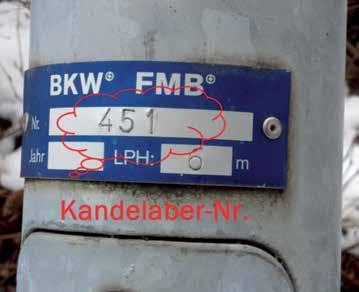 BKW® FMB®
Nr. 451
Jahr LPH: 6 m
Kandelaber-Nr.